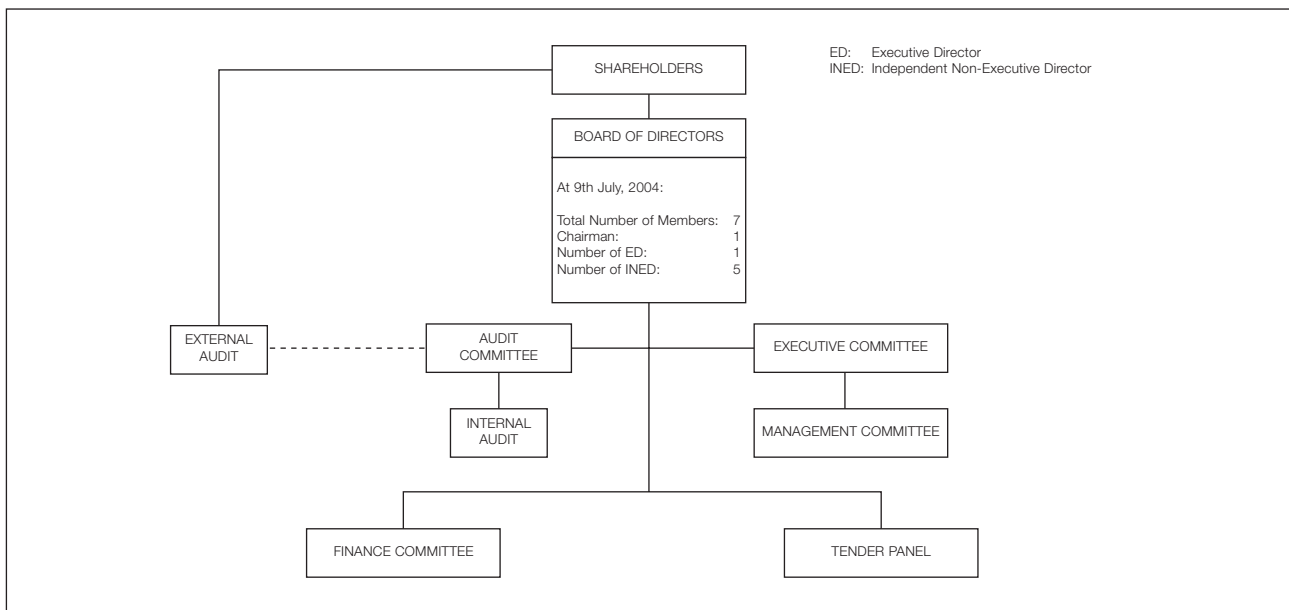 SHAREHOLDERS
ED: Executive Director
INED: Independent Non-Executive Director
BOARD OF DIRECTORS
At 9th July, 2004:
Total Number of Members: 7
Chairman: 1
Number of ED: 1
Number of INED: 5
EXTERNAL
AUDIT
AUDIT
COMMITTEE
EXECUTIVE COMMITTEE
INTERNAL
AUDIT
MANAGEMENT COMMITTEE
FINANCE COMMITTEE
TENDER PANEL